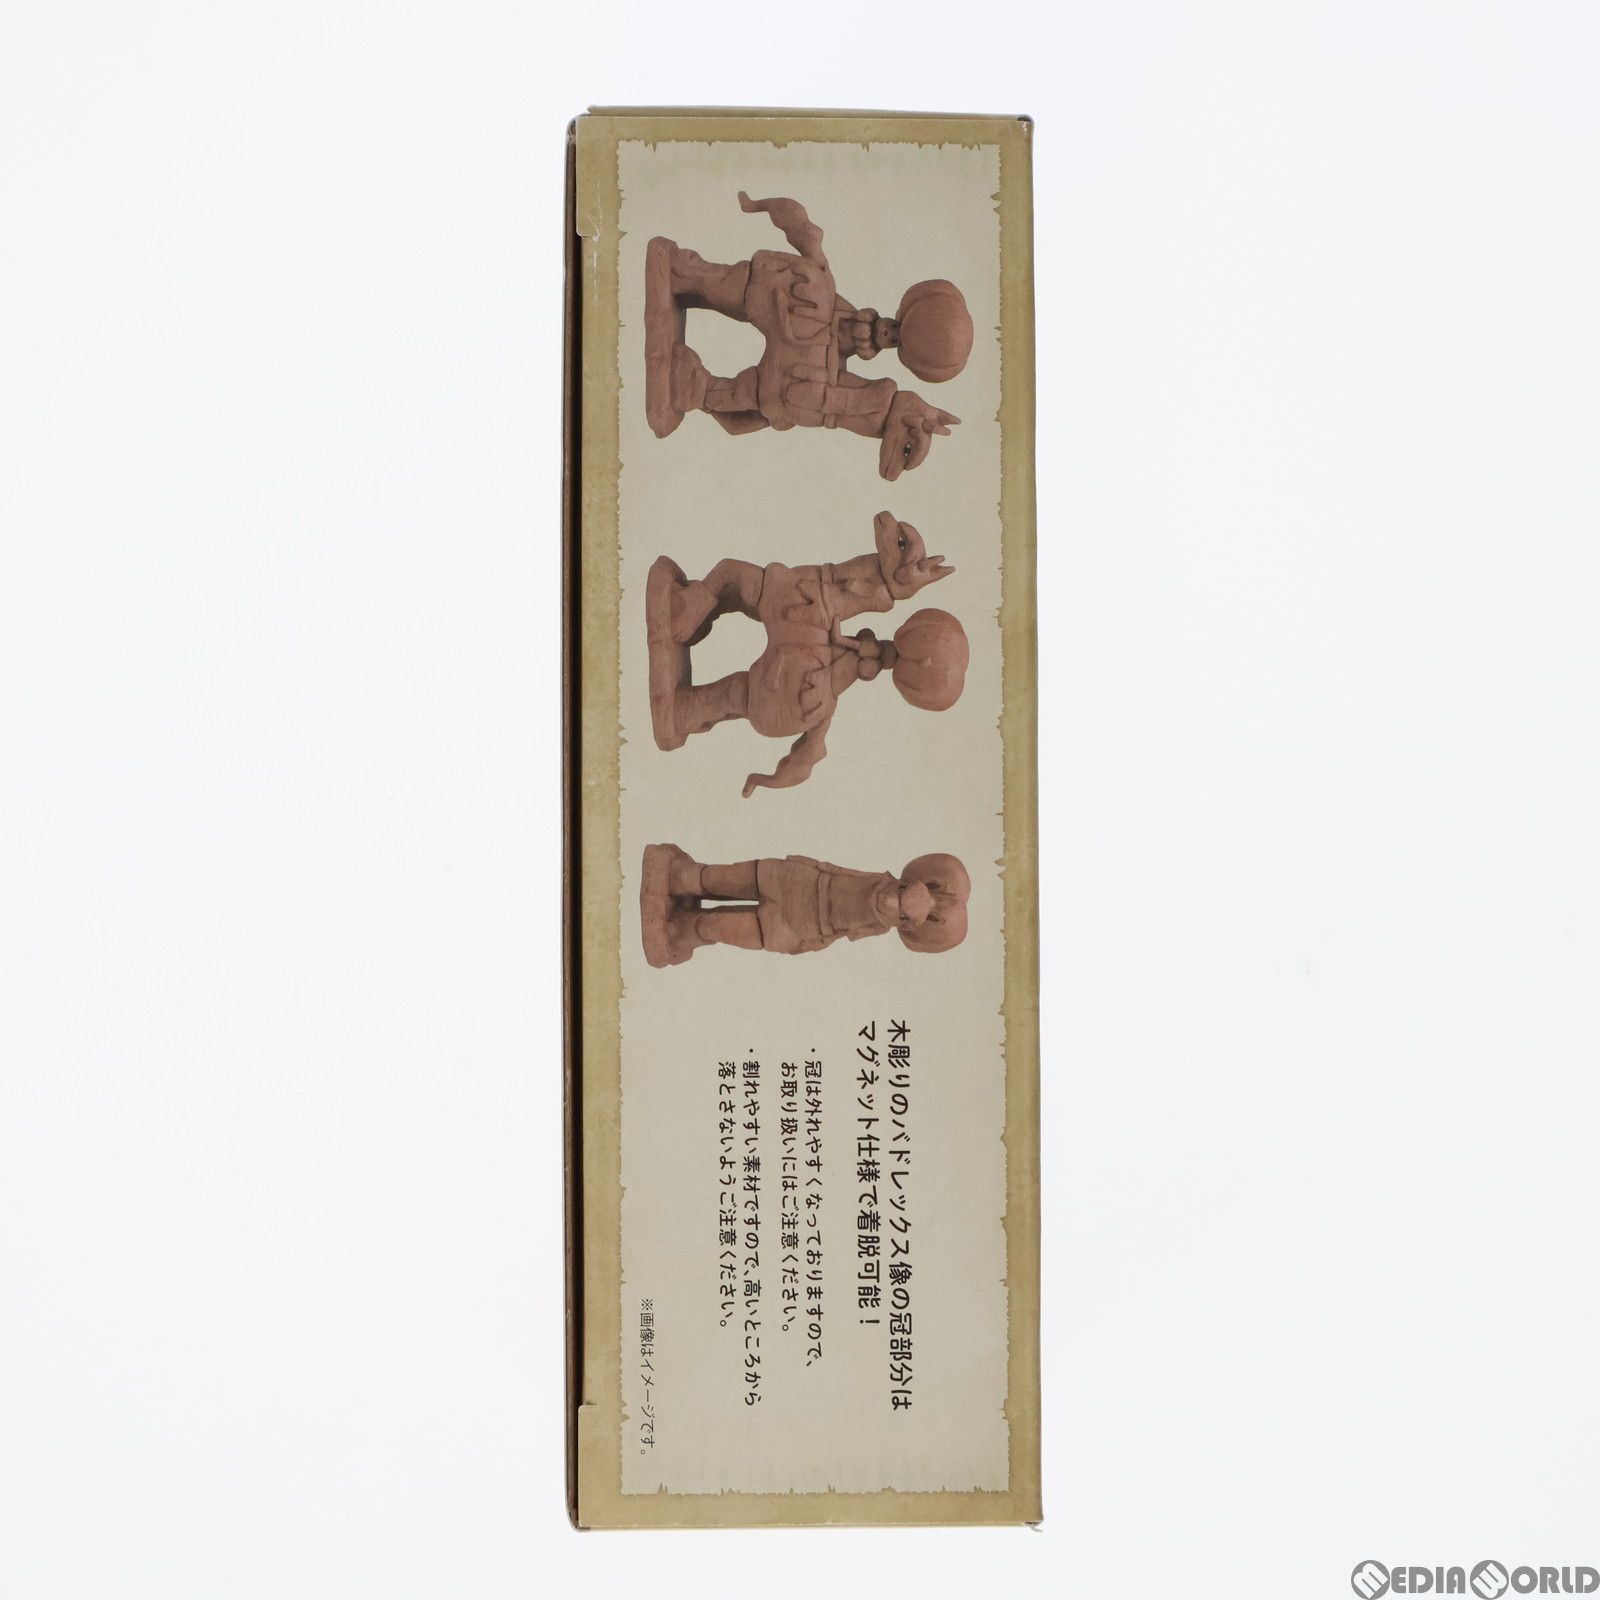 木彫りのバドレックス像の冠部分は
マグネット仕様で着脱可能！
・冠は外れやすくなっておりますので、
お取り扱いにはご注意ください。
・割れやすい素材ですので、高いところから
落とさないようご注意ください。
※画像はイメージです。
MEDIAWORLD